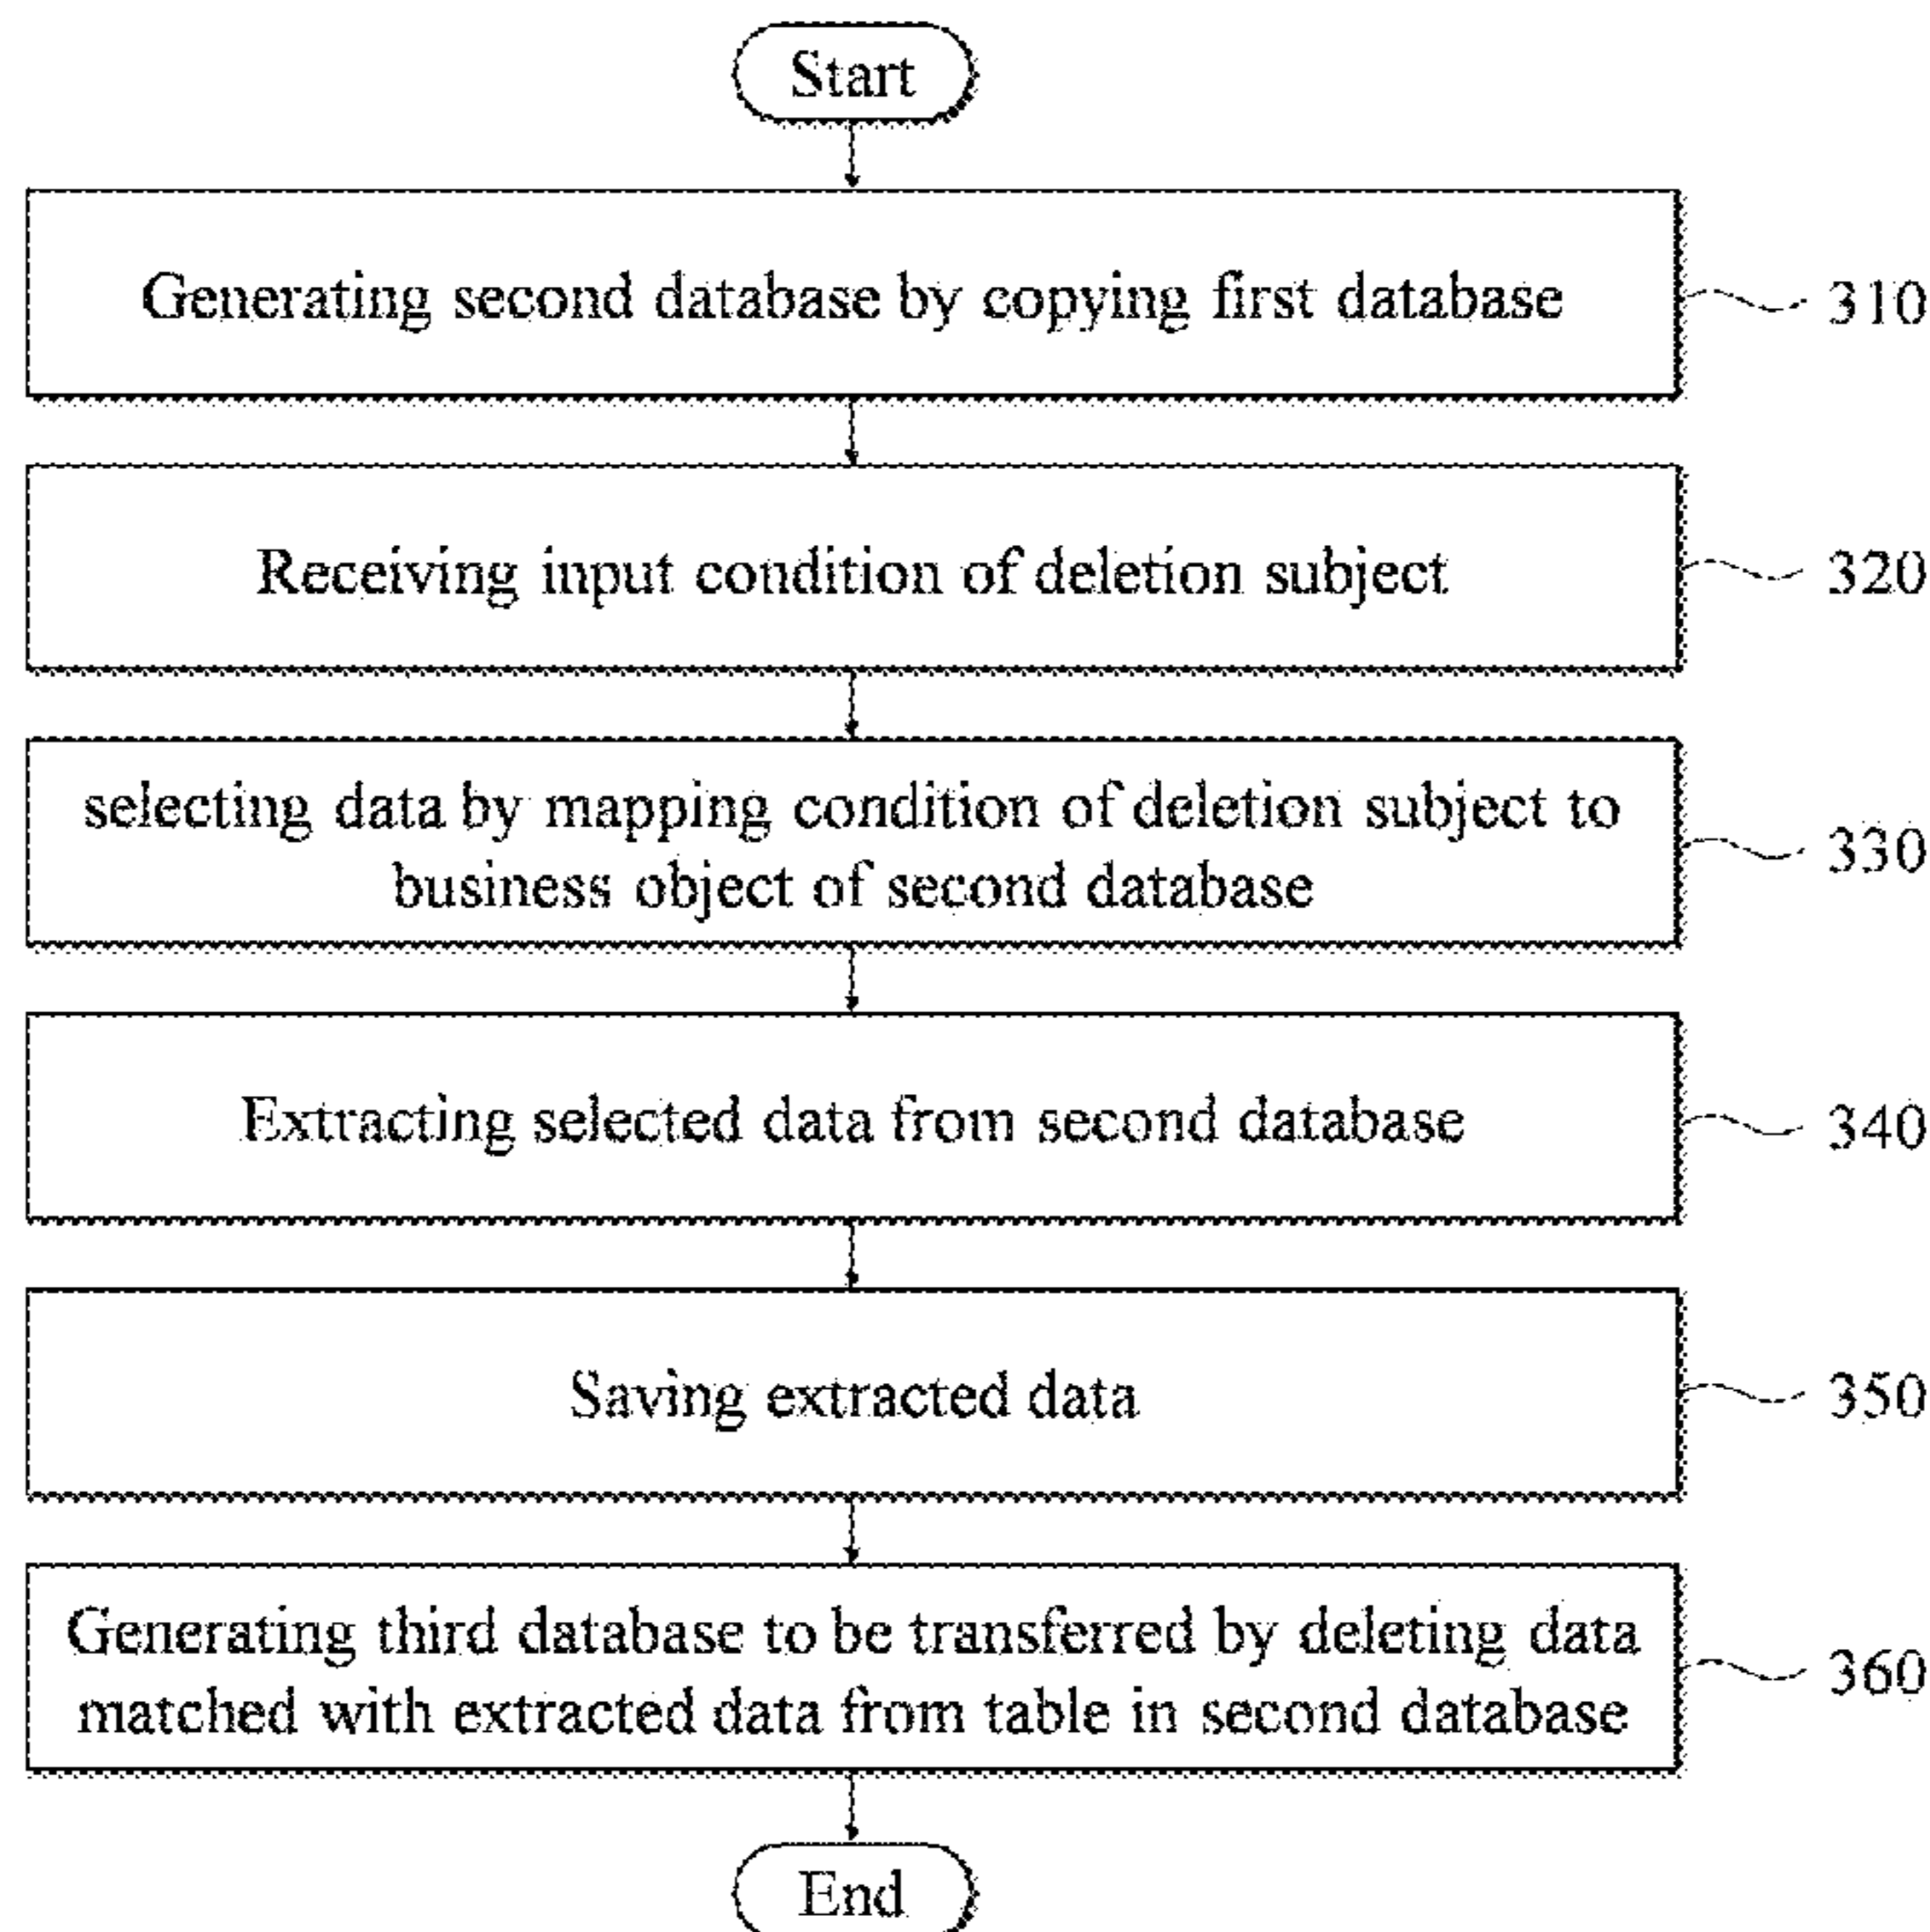 Start
Generating second database by copying first database
310
Receiving input condition of deletion subject
320
selecting data by mapping condition of deletion subject to
business object of second database
330
Extracting selected data from second database
340
Saving extracted data
350
Generating third database to be transferred by deleting data
matched with extracted data from table in second database
360
End